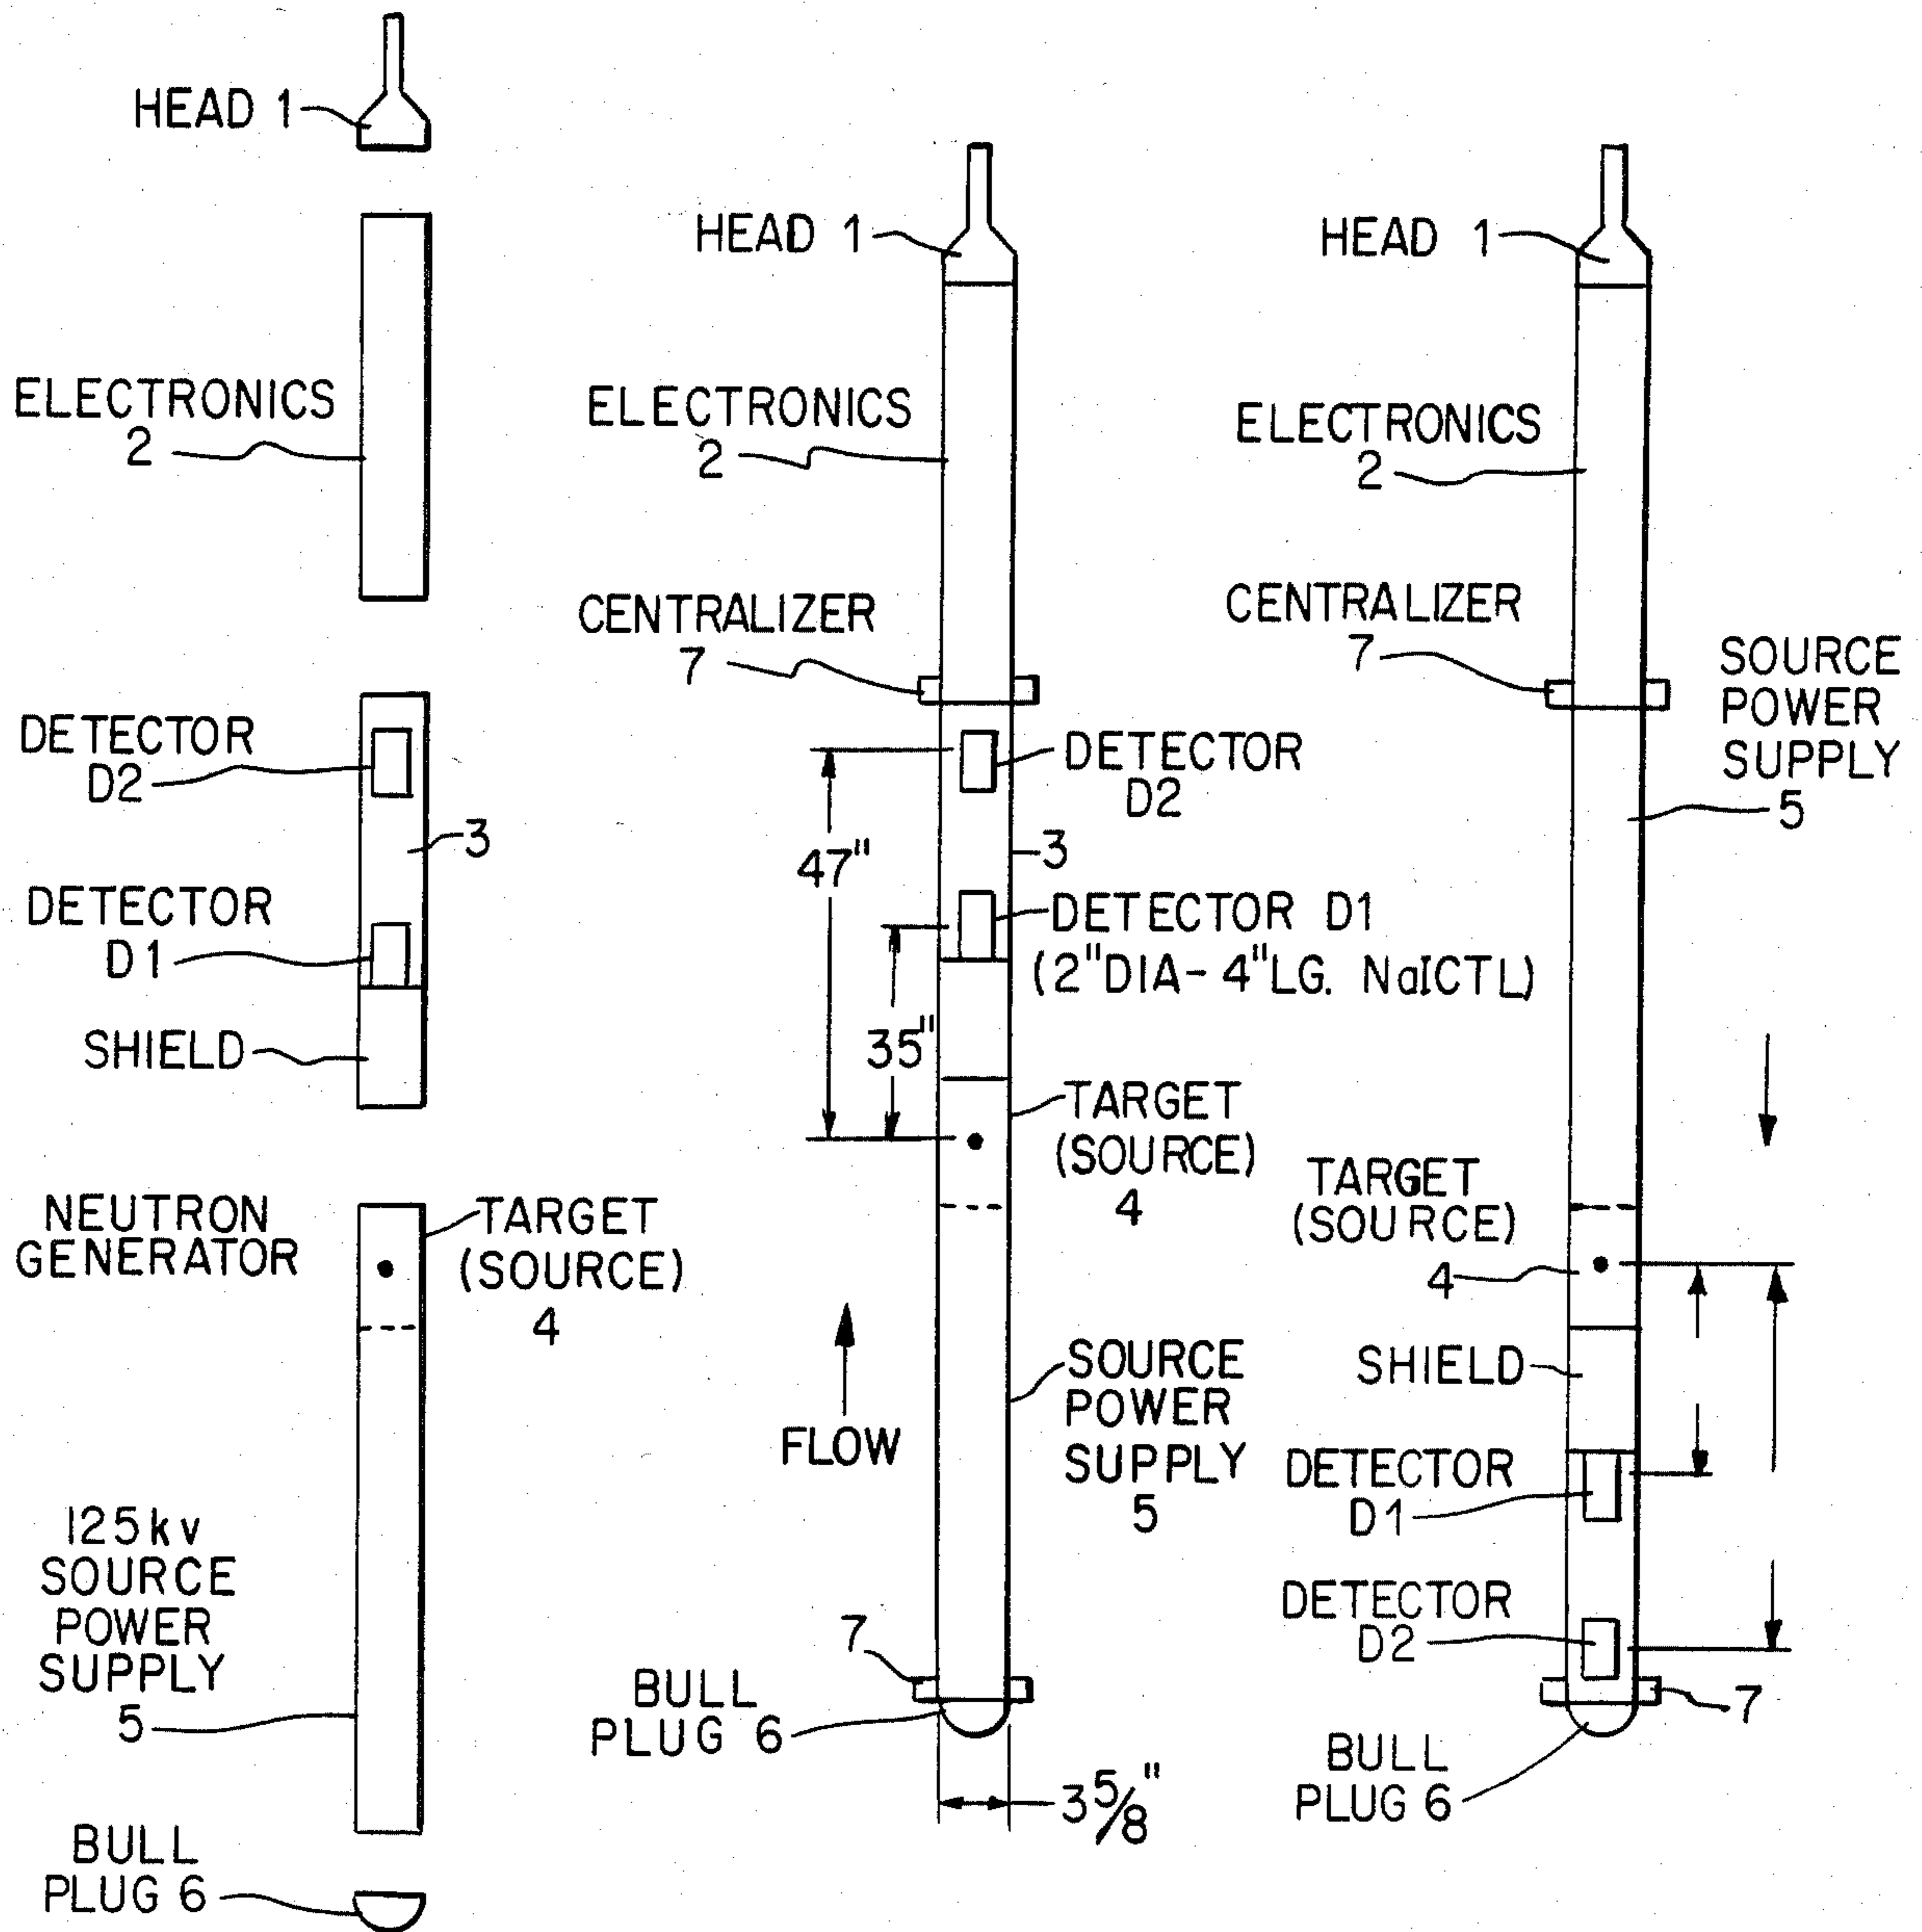 HEAD 1
ELECTRONICS
2
DETECTOR
D2
3
DETECTOR
D1
SHIELD
NEUTRON
GENERATOR
TARGET
(SOURCE)
4
125kv
SOURCE
POWER
SUPPLY
5
BULL
PLUG 6
HEAD 1
ELECTRONICS
2
CENTRALIZER
7
DETECTOR
D2
47"
3
DETECTOR D1
(2"DIA-4"LG. NaICTL)
35"
TARGET
(SOURCE)
4
FLOW
SOURCE
POWER
SUPPLY
5
7
BULL
PLUG 6
3 5/8"
HEAD 1
ELECTRONICS
2
CENTRALIZER
7
SOURCE
POWER
SUPPLY
5
TARGET
(SOURCE)
4
SHIELD
DETECTOR
D1
DETECTOR
D2
7
BULL
PLUG 6